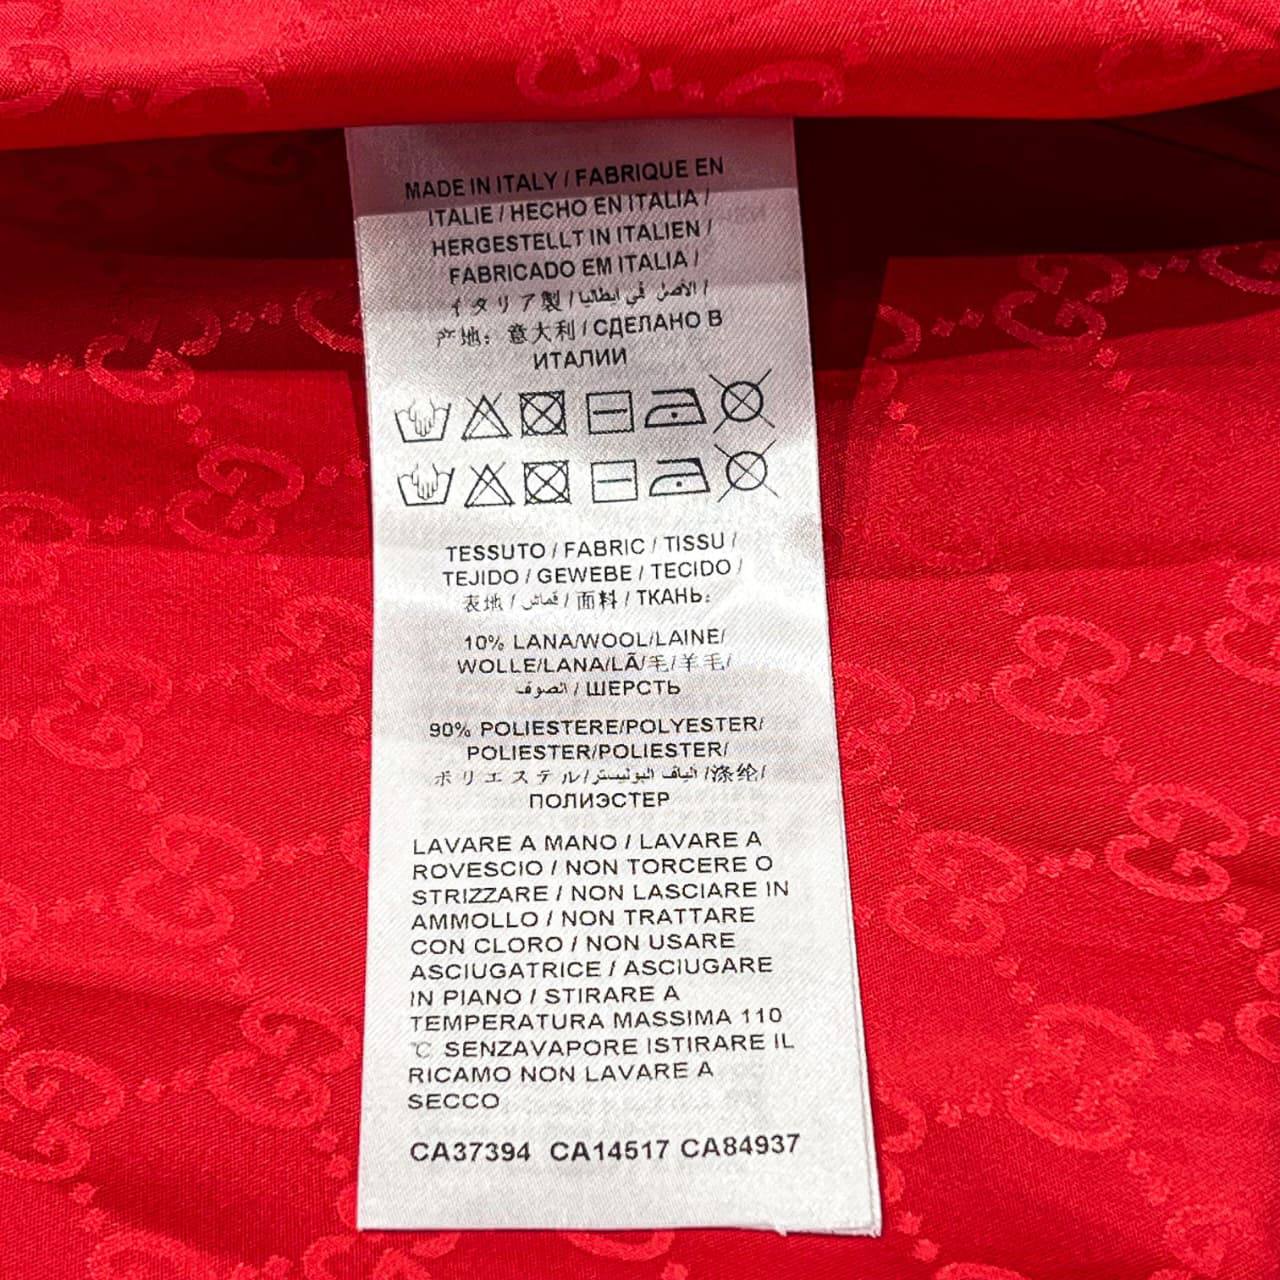 MADE IN ITALY / FABRIQUE EN
ITALIE / HECHO EN ITALIA /
HERGESTELLT IN ITALIEN /
FABRICADO EM ITALIA /
イタリア製 / الأصل في ايطاليا /
产地: 意大利 / СДЕЛАНО В
ИТАЛИИ
TESSUTO / FABRIC / TISSU /
TEJIDO / GEWEBE / TECIDO /
表地 / قماش / 面料 / ТКАНЬ:
10% LANA/WOOL/LAINE/
WOLLE/LANA/LÃ/毛/羊毛/
الصوف / ШЕРСТЬ
90% POLIESTERE/POLYESTER/
POLIESTER/POLIESTER/
ポリエステル/الياف البوليستر/涤纶/
ПОЛИЭСТЕР
LAVARE A MANO / LAVARE A
ROVESCIO / NON TORCERE O
STRIZZARE / NON LASCIARE IN
AMMOLLO / NON TRATTARE
CON CLORO / NON USARE
ASCIUGATRICE / ASCIUGARE
IN PIANO / STIRARE A
TEMPERATURA MASSIMA 110
℃ SENZAVAPORE ISTIRARE IL
RICAMO NON LAVARE A
SECCO
CA37394 CA14517 CA84937